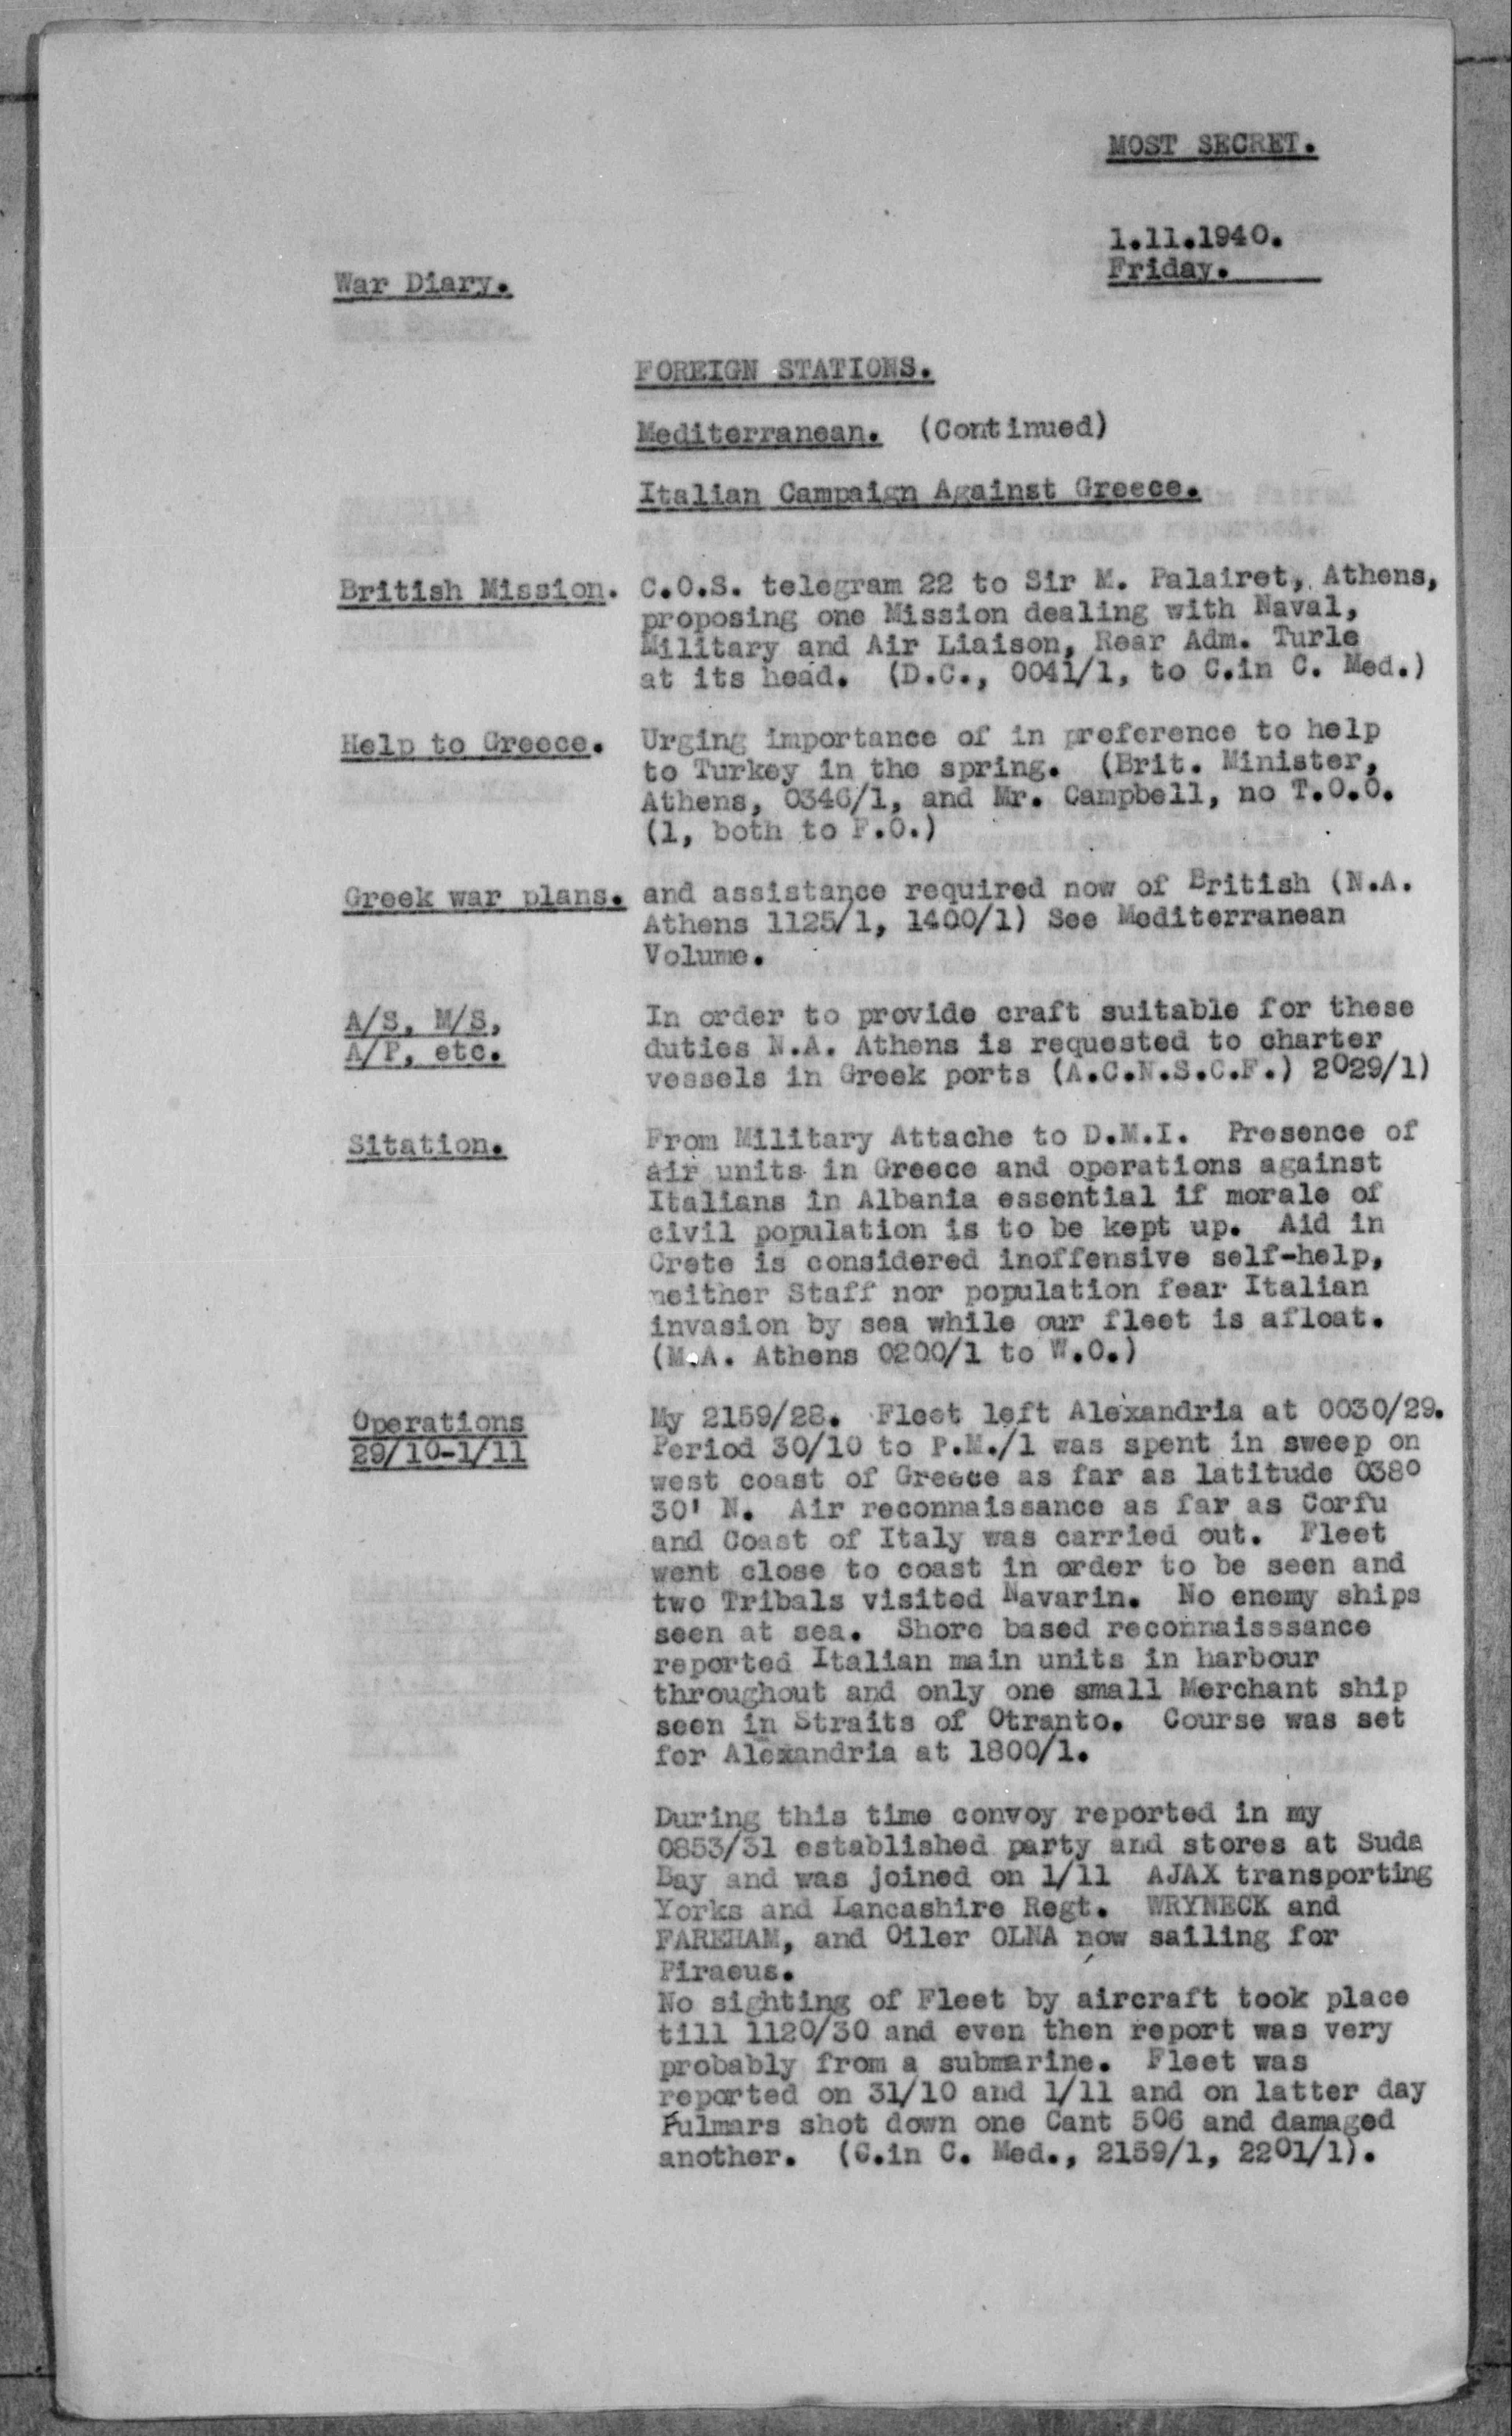 MOST SECRET.
1.11.1940.
Friday.
War Diary.
FOREIGN STATIONS.
Mediterranean. (Continued)
Italian Campaign Against Greece.
British Mission. C.O.S. telegram 22 to Sir M. Palairet, Athens,
proposing one Mission dealing with Naval,
Military and Air Liaison, Rear Adm. Turle
at its head. (D.C., 0041/1, to C.in C. Med.)
Help to Greece. Urging importance of in preference to help
to Turkey in the spring. (Brit. Minister,
Athens, 0346/1, and Mr. Campbell, no T.O.O.
(1, both to F.O.)
Greek war plans. and assistance required now of British (N.A.
Athens 1125/1, 1400/1) See Mediterranean
Volume.
A/S, M/S, In order to provide craft suitable for these
A/P, etc. duties N.A. Athens is requested to charter
vessels in Greek ports (A.C.N.S.C.F.) 2029/1)
Sitation. From Military Attache to D.M.I. Presence of
air units in Greece and operations against
Italians in Albania essential if morale of
civil population is to be kept up. Aid in
Crete is considered inoffensive self-help,
neither Staff nor population fear Italian
invasion by sea while our fleet is afloat.
(M.A. Athens 0200/1 to W.O.)
Operations My 2159/28. Fleet left Alexandria at 0030/29.
29/10-1/11 Period 30/10 to P.M./1 was spent in sweep on
west coast of Greece as far as latitude 038°
30' N. Air reconnaissance as far as Corfu
and Coast of Italy was carried out. Fleet
went close to coast in order to be seen and
two Tribals visited Navarin. No enemy ships
seen at sea. Shore based reconnaisssance
reported Italian main units in harbour
throughout and only one small Merchant ship
seen in Straits of Otranto. Course was set
for Alexandria at 1800/1.
During this time convoy reported in my
0853/31 established party and stores at Suda
Bay and was joined on 1/11 AJAX transporting
Yorks and Lancashire Regt. WRYNECK and
FAREHAM, and Oiler OLNA now sailing for
Piraeus.
No sighting of Fleet by aircraft took place
till 1120/30 and even then report was very
probably from a submarine. Fleet was
reported on 31/10 and 1/11 and on latter day
Fulmars shot down one Cant 506 and damaged
another. (C.in C. Med., 2159/1, 2201/1).